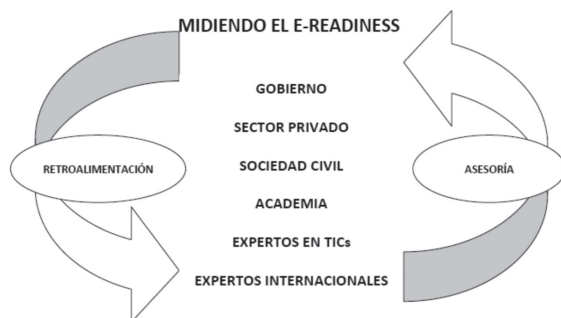 MIDIENDO EL E-READINESS
GOBIERNO
SECTOR PRIVADO
RETROALIMENTACIÓN
SOCIEDAD CIVIL
ASESORÍA
ACADEMIA
EXPERTOS EN TICs
EXPERTOS INTERNACIONALES